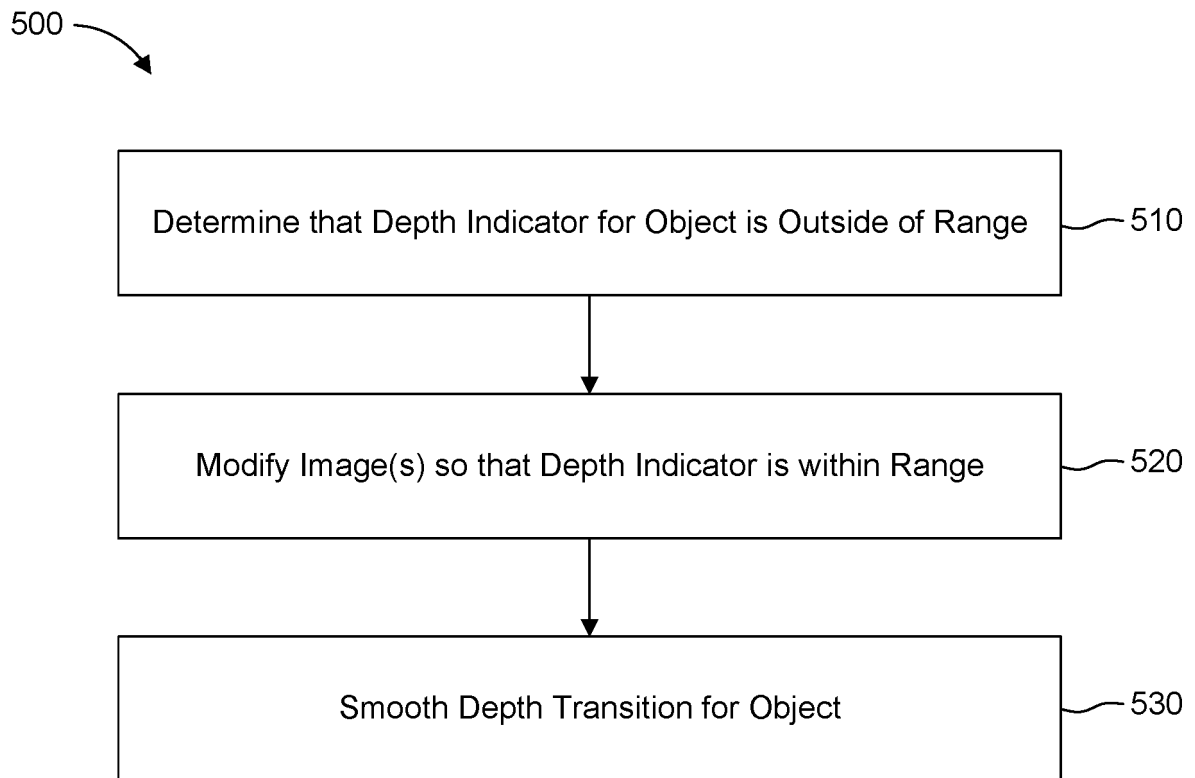 500
Determine that Depth Indicator for Object is Outside of Range
510
Modify Image(s) so that Depth Indicator is within Range
520
Smooth Depth Transition for Object
530